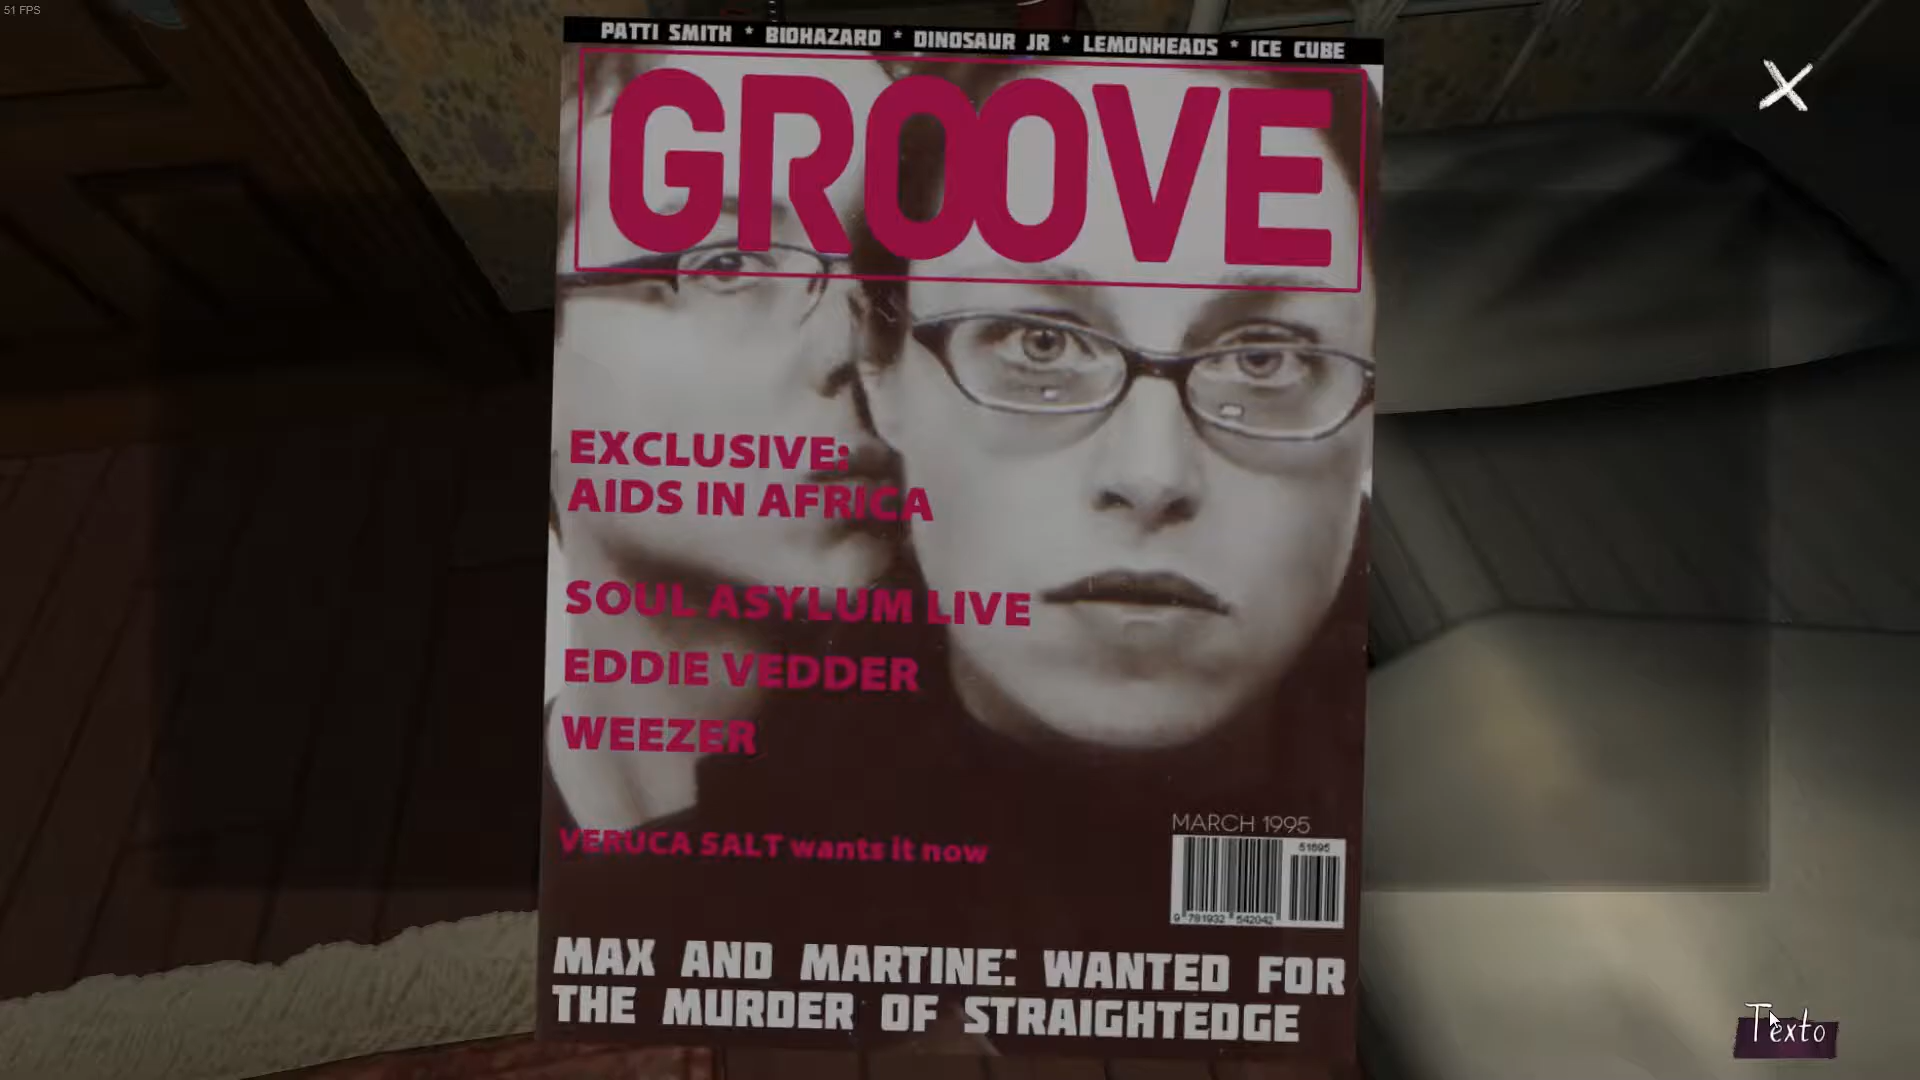 51 FPS
PATTI SMITH * BIOHAZARD * DINOSAUR JR * LEMONHEADS * ICE CUBE
GROOVE
EXCLUSIVE:
AIDS IN AFRICA
SOUL ASYLUM LIVE
EDDIE VEDDER
WEEZER
VERUCA SALT wants it now
MARCH 1995
51695
9 781932 542042
MAX AND MARTINE: WANTED FOR
THE MURDER OF STRAIGHTEDGE
Texto